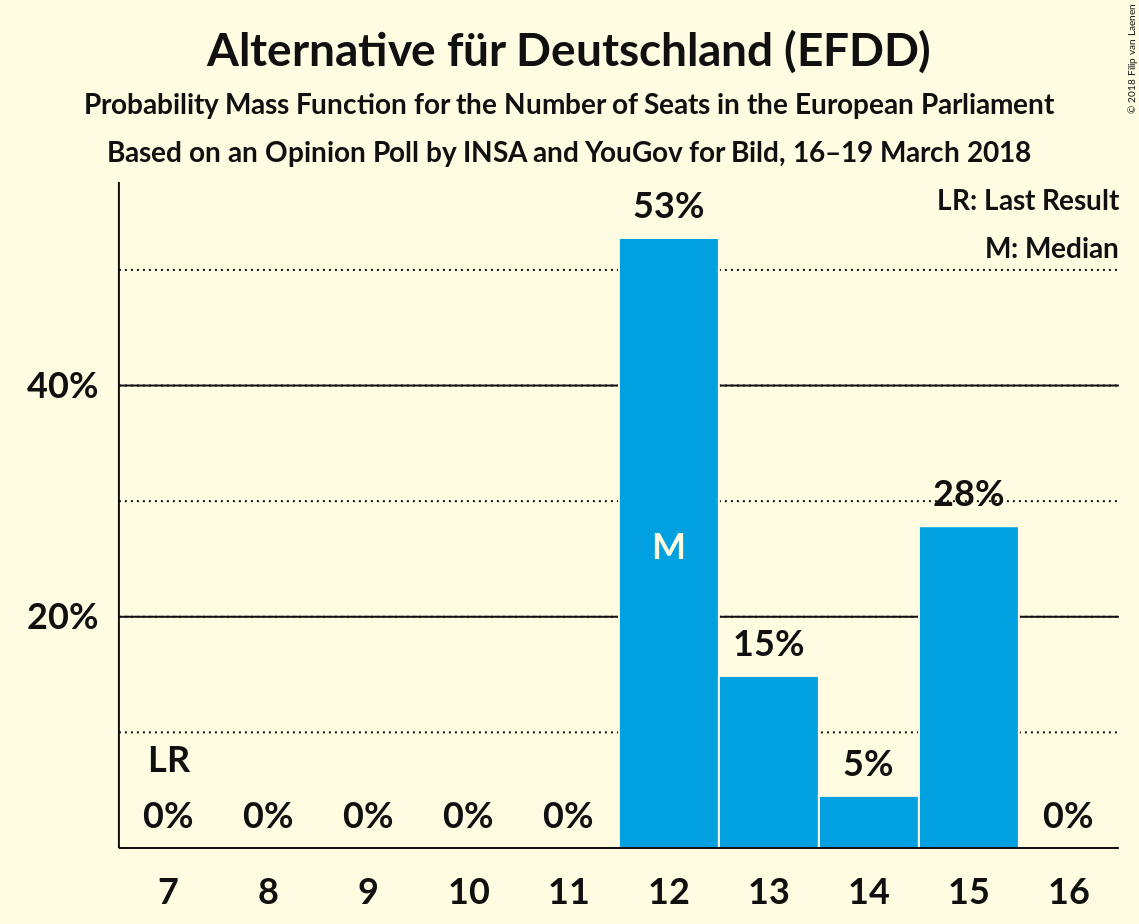 Alternative für Deutschland (EFDD)
Probability Mass Function for the Number of Seats in the European Parliament
Based on an Opinion Poll by INSA and YouGov for Bild, 16–19 March 2018
© 2018 Filip van Laenen
LR: Last Result
M: Median
53%
40%
28%
M
20%
15%
5%
LR
0% 0% 0% 0% 0% 0%
7 8 9 10 11 12 13 14 15 16